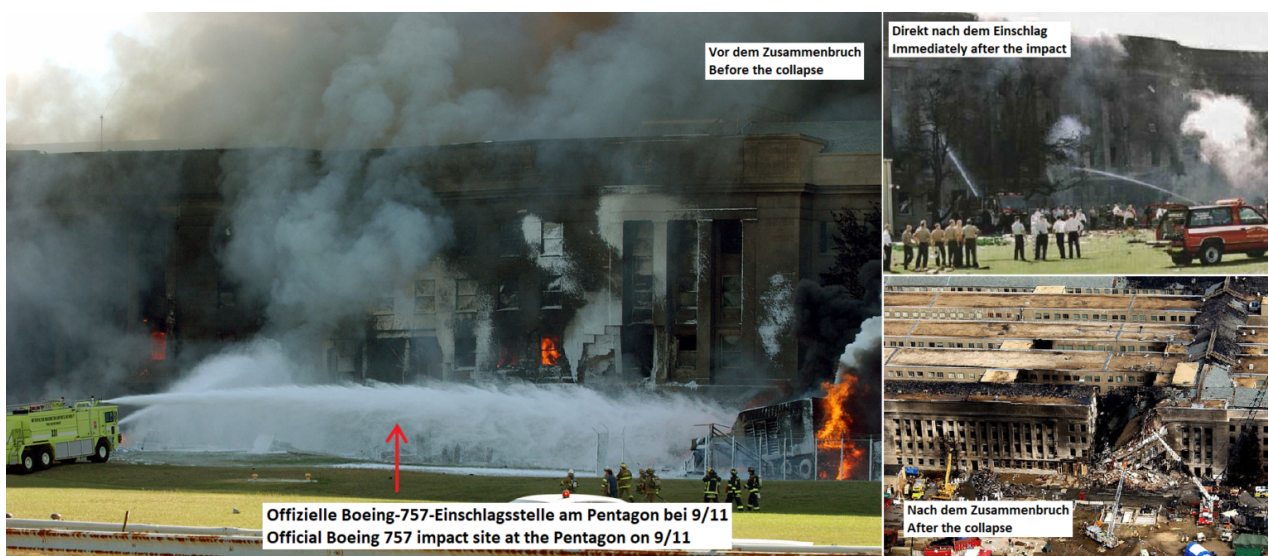 Vor dem Zusammenbruch
Before the collapse
Direkt nach dem Einschlag
Immediately after the impact
Offizielle Boeing-757-Einschlagsstelle am Pentagon bei 9/11
Official Boeing 757 impact site at the Pentagon on 9/11
Nach dem Zusammenbruch
After the collapse